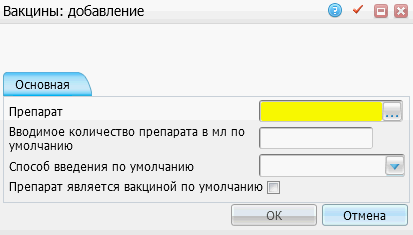 Вакцины: добавление
Основная
Препарат
...
Вводимое количество препарата в мл по
умолчанию
Способ введения по умолчанию
Препарат является вакциной по умолчанию
ОК Отмена